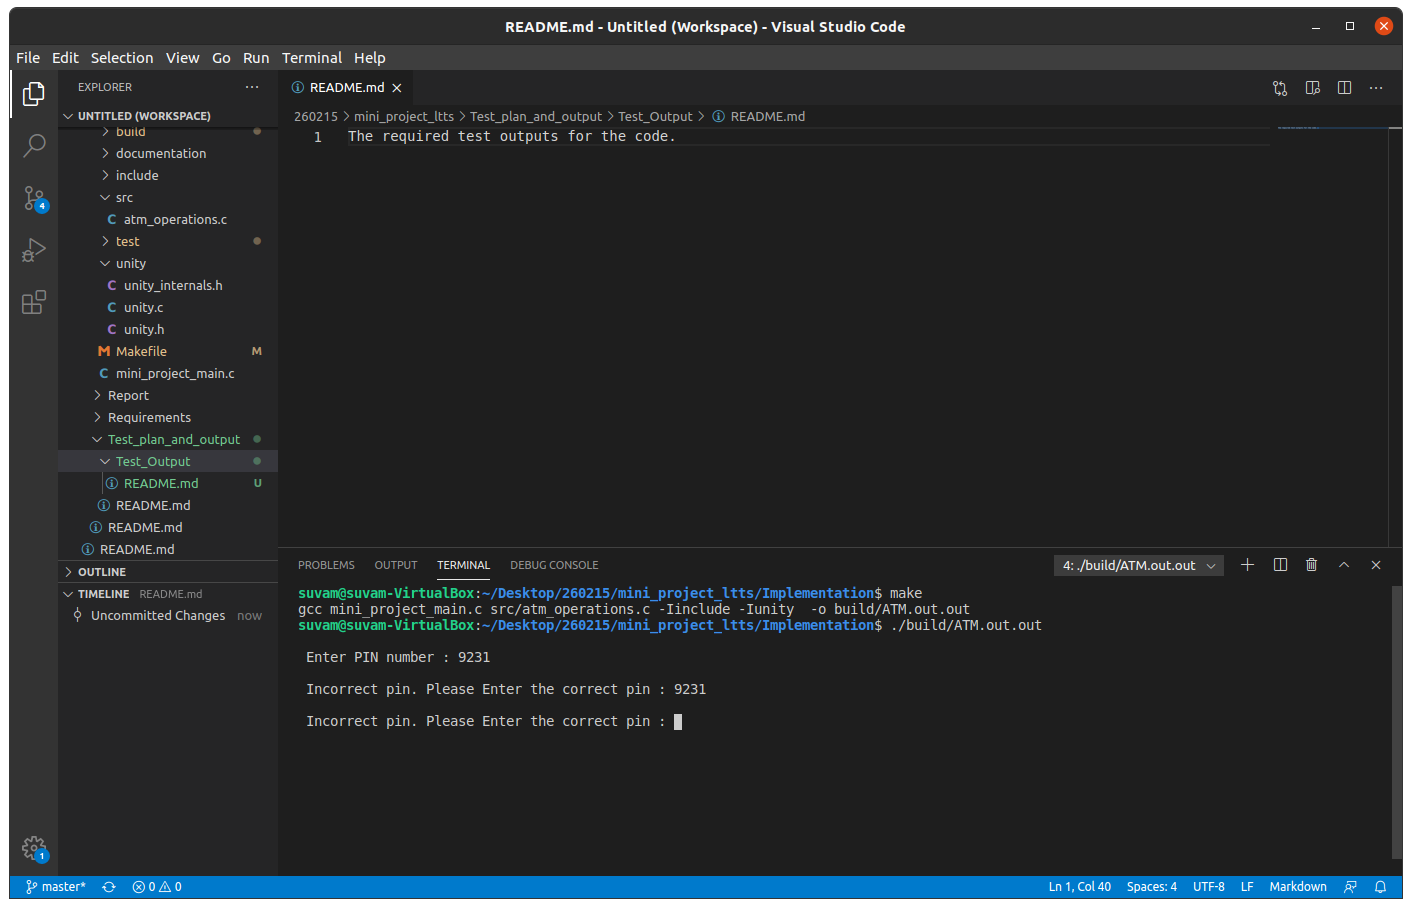 README.md - Untitled (Workspace) - Visual Studio Code
File Edit Selection View Go Run Terminal Help
EXPLORER
README.md
UNTITLED (WORKSPACE)
260215 > mini_project_ltts > Test_plan_and_output > Test_Output > README.md
1 The required test outputs for the code.
build
documentation
include
src
C atm_operations.c
4
test
unity
C unity_internals.h
C unity.c
C unity.h
M Makefile M
C mini_project_main.c
Report
Requirements
Test_plan_and_output
Test_Output
README.md U
README.md
README.md
README.md
OUTLINE
TIMELINE README.md
Uncommitted Changes now
PROBLEMS OUTPUT TERMINAL DEBUG CONSOLE 4: ./build/ATM.out.out
suvam@suvam-VirtualBox:~/Desktop/260215/mini_project_ltts/Implementation$ make
gcc mini_project_main.c src/atm_operations.c -Iinclude -Iunity  -o build/ATM.out.out
suvam@suvam-VirtualBox:~/Desktop/260215/mini_project_ltts/Implementation$ ./build/ATM.out.out
Enter PIN number : 9231
Incorrect pin. Please Enter the correct pin : 9231
Incorrect pin. Please Enter the correct pin :
1
master* 0 0 Ln 1, Col 40 Spaces: 4 UTF-8 LF Markdown